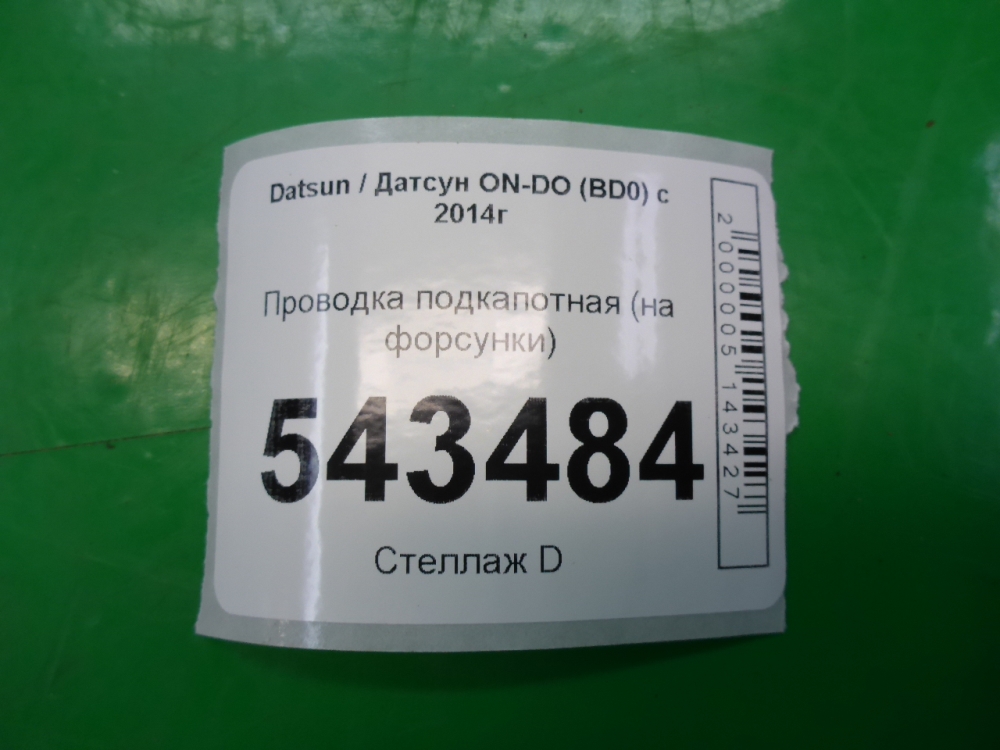 Datsun / Датсун ON-DO (BD0) с
2014г
Проводка подкапотная (на
форсунки)
543484
Стеллаж D
2000005143427